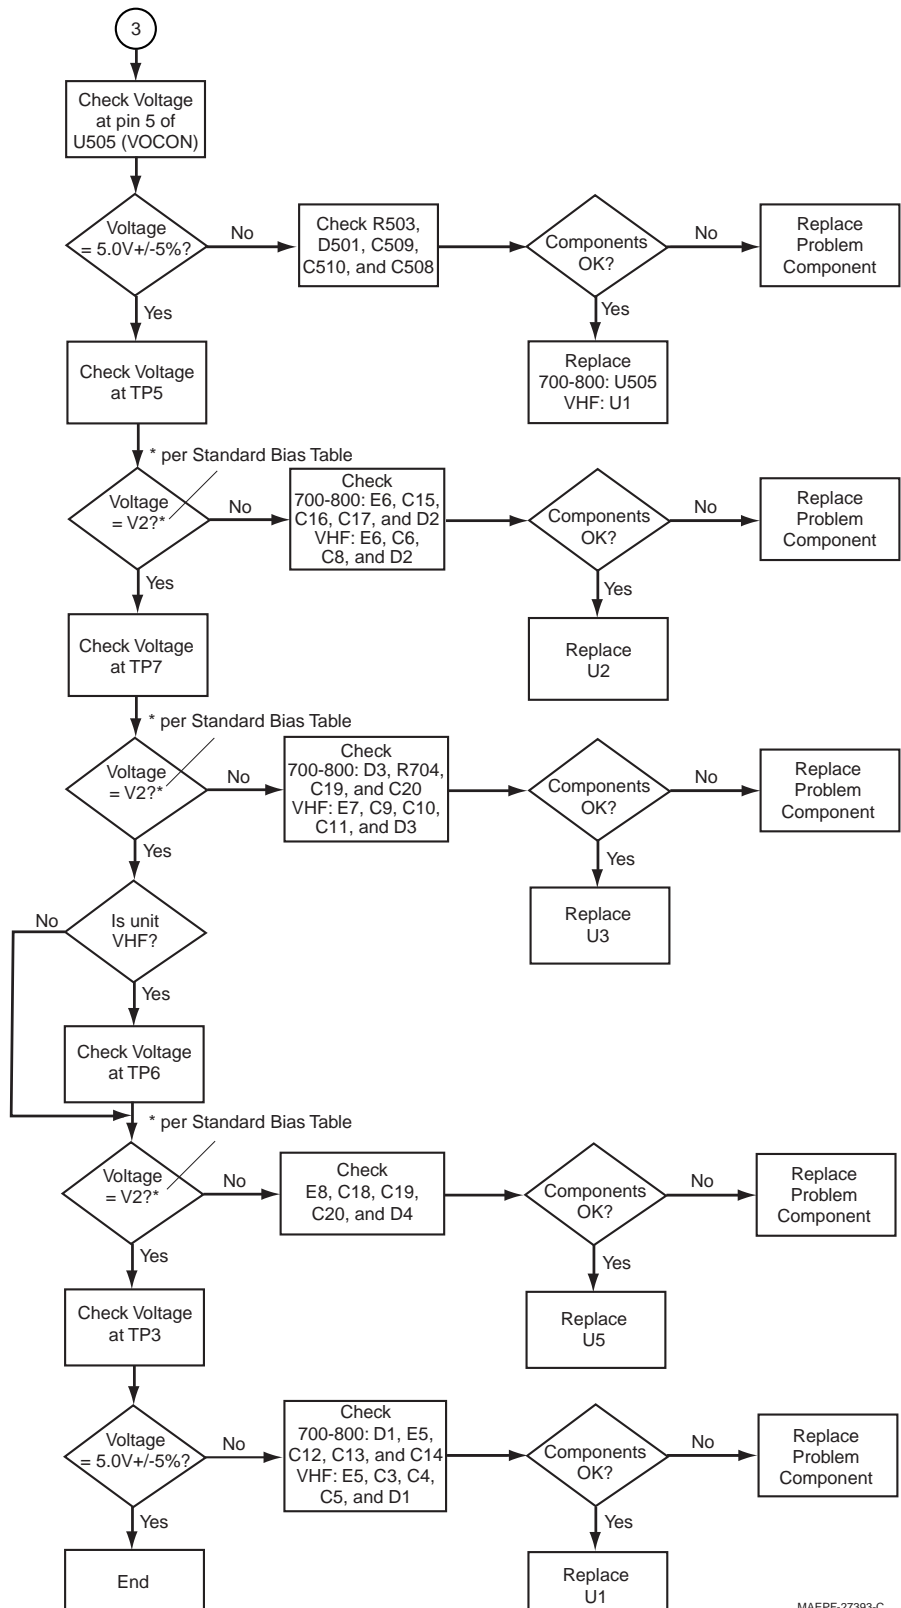 3
Check Voltage
at pin 5 of
U505 (VOCON)
Voltage
= 5.0V+/-5%?
No
Check R503,
D501, C509,
C510, and C508
Components
OK?
No
Replace
Problem
Component
Yes
Yes
Replace
700-800: U505
VHF: U1
Check Voltage
at TP5
* per Standard Bias Table
Voltage
= V2?*
No
Check
700-800: E6, C15,
C16, C17, and D2
VHF: E6, C6,
C8, and D2
Components
OK?
No
Replace
Problem
Component
Yes
Yes
Replace
U2
Check Voltage
at TP7
* per Standard Bias Table
Voltage
= V2?*
No
Check
700-800: D3, R704,
C19, and C20
VHF: E7, C9, C10,
C11, and D3
Components
OK?
No
Replace
Problem
Component
Yes
Yes
Replace
U3
No
Is unit
VHF?
Yes
Check Voltage
at TP6
* per Standard Bias Table
Voltage
= V2?*
No
Check
E8, C18, C19,
C20, and D4
Components
OK?
No
Replace
Problem
Component
Yes
Yes
Replace
U5
Check Voltage
at TP3
Voltage
= 5.0V+/-5%?
No
Check
700-800: D1, E5,
C12, C13, and C14
VHF: E5, C3, C4,
C5, and D1
Components
OK?
No
Replace
Problem
Component
Yes
Yes
End
Replace
U1
MAEPF-27393-C